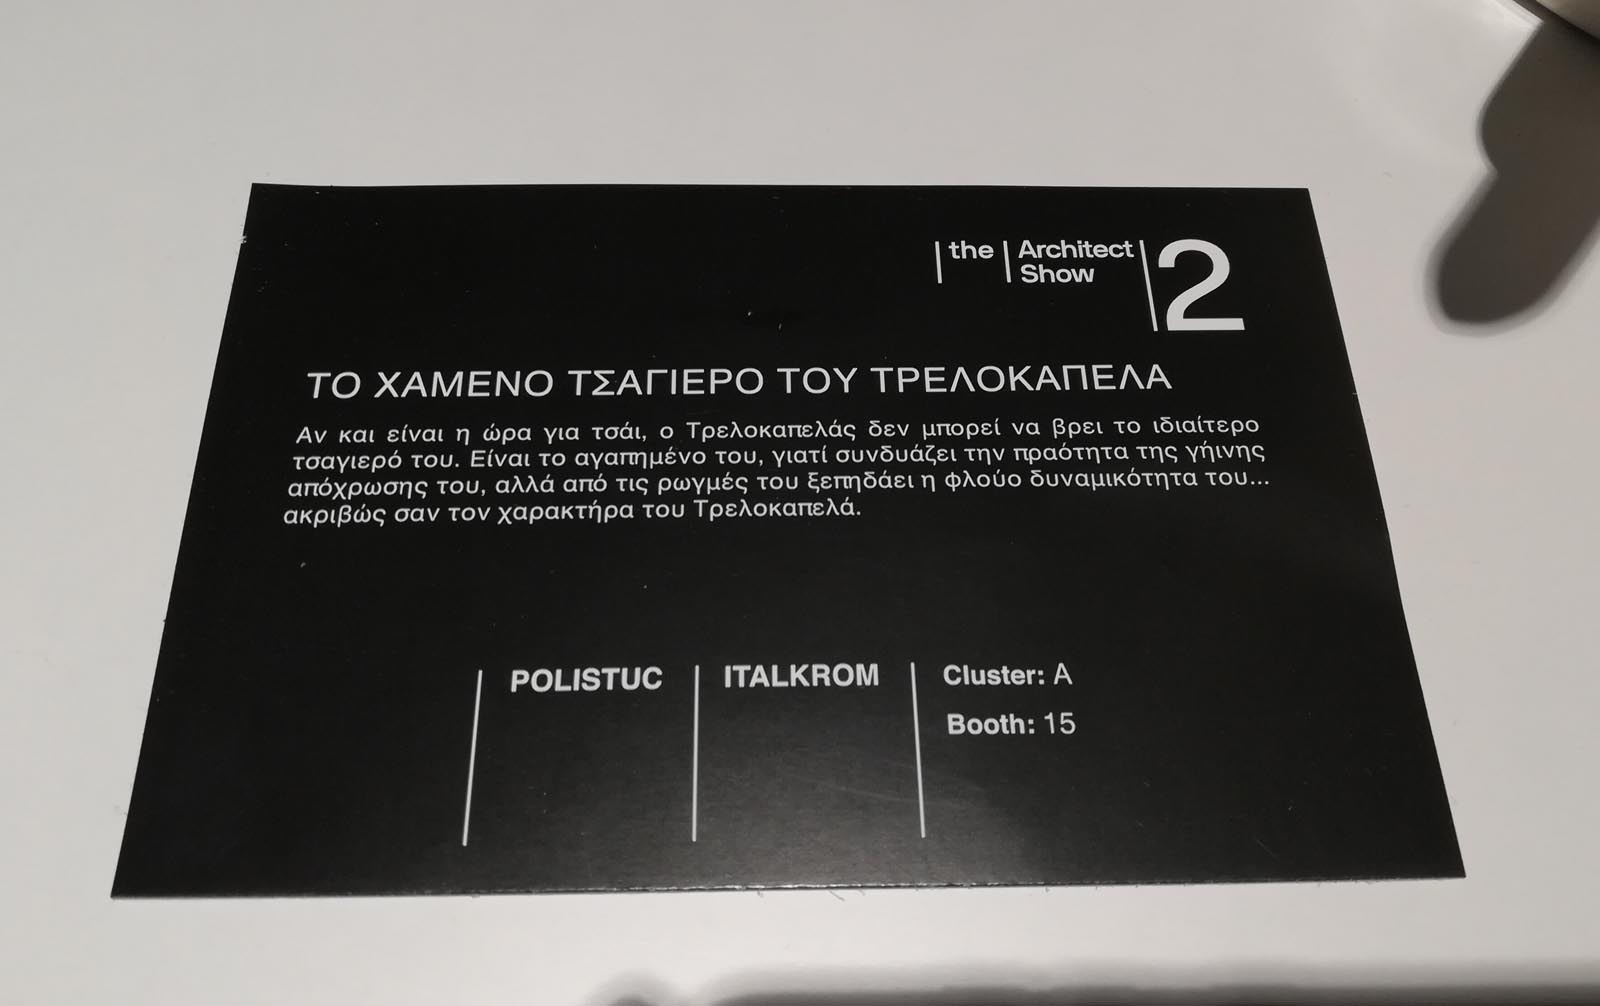 the Architect 2
Show
ΤΟ ΧΑΜΕΝΟ ΤΣΑΓΙΕΡΟ ΤΟΥ ΤΡΕΛΟΚΑΠΕΛΑ
Αν και είναι η ώρα για τσάι, ο Τρελοκαπελάς δεν μπορεί να βρει το ιδιαίτερο
τσαγιερό του. Είναι το αγαπημένο του, γιατί συνδυάζει την πραότητα της γήινης
απόχρωσης του, αλλά από τις ρωγμές του ξεπηδάει η φλούο δυναμικότητα του...
ακριβώς σαν τον χαρακτήρα του Τρελοκαπελά.
POLISTUC
ITALKROM
Cluster: A
Booth: 15